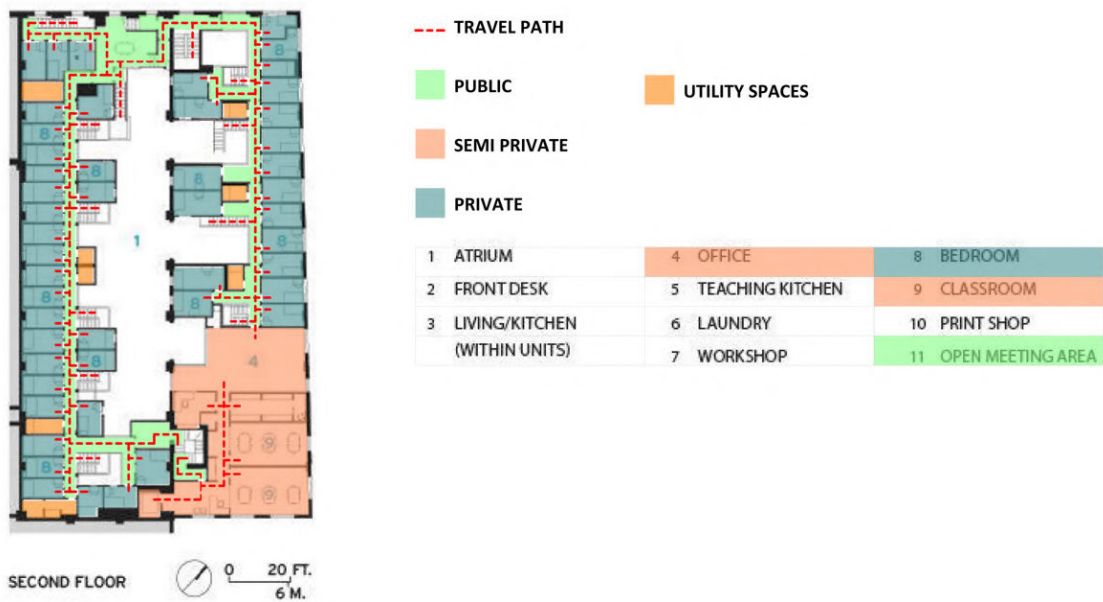 TRAVEL PATH
PUBLIC
UTILITY SPACES
SEMI PRIVATE
PRIVATE
1 ATRIUM
4 OFFICE
8 BEDROOM
2 FRONT DESK
5 TEACHING KITCHEN
9 CLASSROOM
3 LIVING/KITCHEN
(WITHIN UNITS)
6 LAUNDRY
10 PRINT SHOP
7 WORKSHOP
11 OPEN MEETING AREA
8
8
8
8
1
8
8
8
8
8
4
9
8
9
SECOND FLOOR
0 20 FT.
6 M.